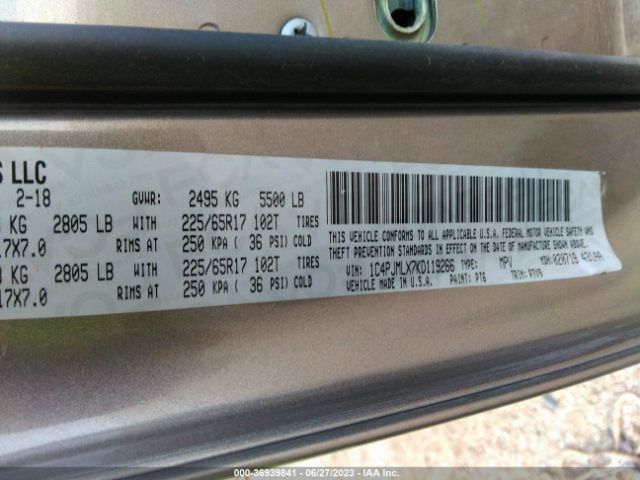 S LLC
2-18 GVWR: 2495 KG 5500 LB
KG 2805 LB WITH 225/65R17 102T TIRES
17X7.0 RIMS AT 250 KPA ( 36 PSI) COLD
KG 2805 LB WITH 225/65R17 102T TIRES
17X7.0 RIMS AT 250 KPA ( 36 PSI) COLD
THIS VEHICLE CONFORMS TO ALL APPLICABLE U.S.A. FEDERAL MOTOR VEHICLE SAFETY AND
THEFT PREVENTION STANDARDS IN EFFECT ON THE DATE OF MANUFACTURE SHOWN ABOVE.
VIN: 1C4PJMLX7KD119266 TYPE: MPV MDH: 020719
VEHICLE MADE IN U.S.A. PAINT: PTG TRIM:
000-36939841 - 06/27/2023 - IAA Inc.